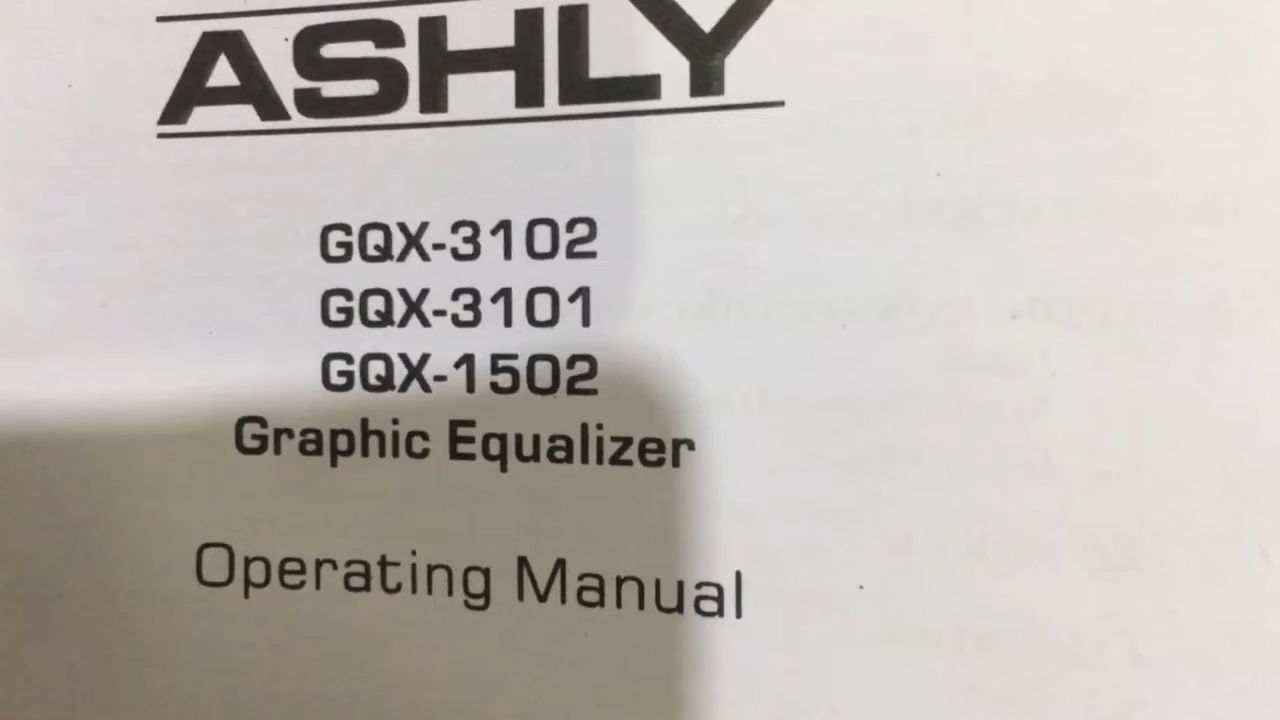 ASHLY
GQX-3102
GQX-3101
GQX-1502
Graphic Equalizer
Operating Manual